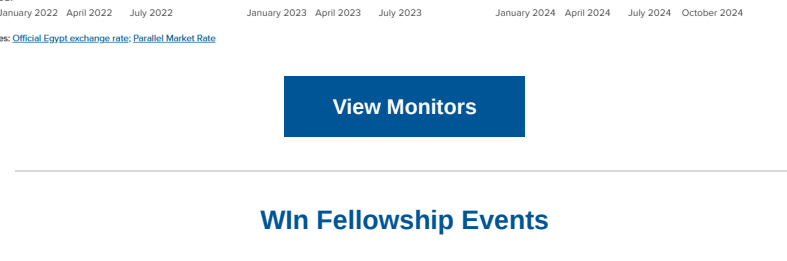 January 2022 April 2022 July 2022 January 2023 April 2023 July 2023 January 2024 April 2024 July 2024 October 2024
es: Official Egypt exchange rate; Parallel Market Rate
View Monitors
WIn Fellowship Events